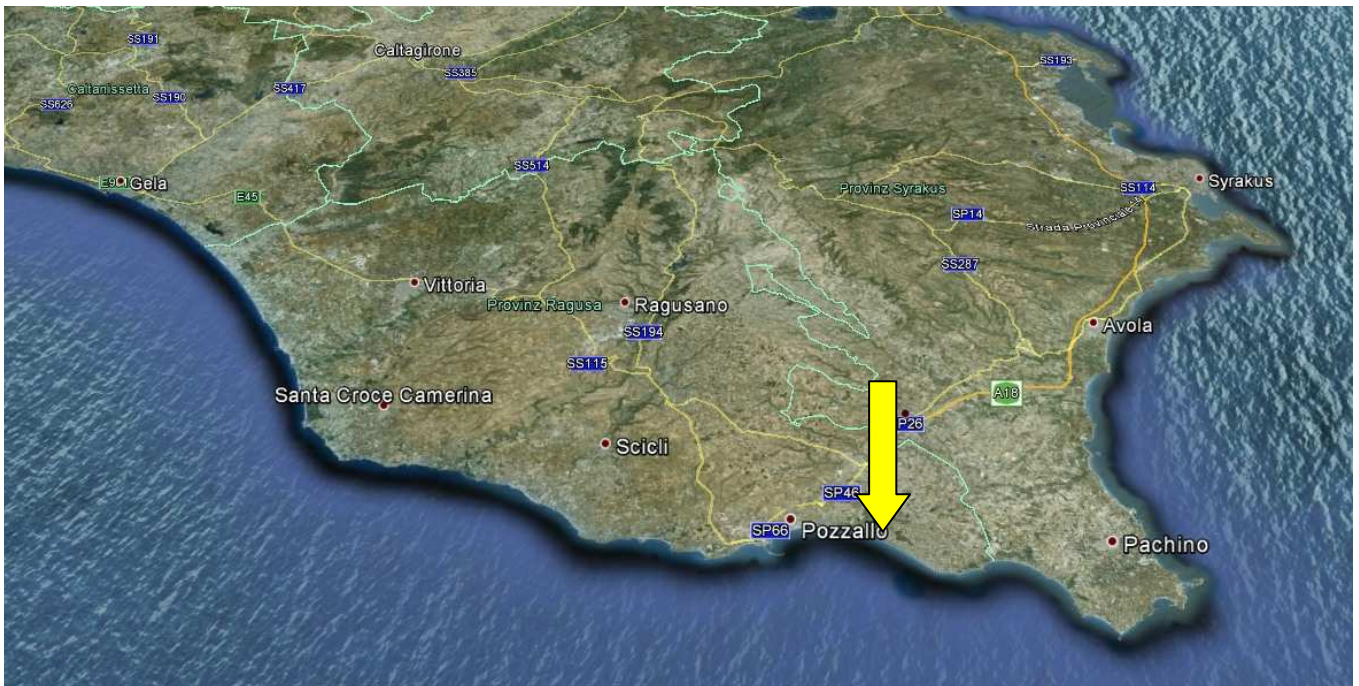 SS191
Caltagirone
SS385
SS193
Caltanissetta
SS626
SS190
SS417
SS514
Gela
E45
Provinz Syrakus
SS114
Syrakus
SP14
Strada Provinciale
SS287
Vittoria
Provinz Ragusa
Ragusano
SS194
Avola
SS115
Santa Croce Camerina
A18
P26
Scicli
SP46
SP66
Pozzallo
Pachino